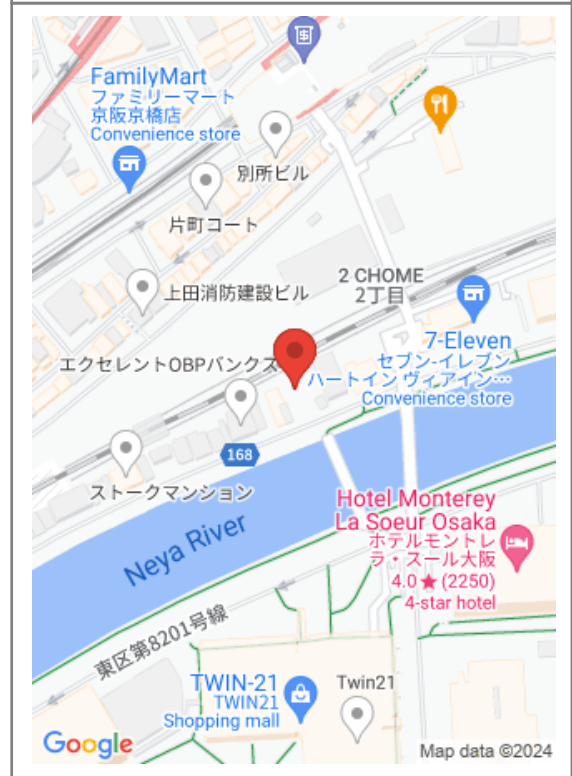 FamilyMart
ファミリーマート
京阪京橋店
Convenience store
別所ビル
片町コート
2 CHOME
2丁目
上田消防建設ビル
7-Eleven
セブン-イレブン
ハートイン ヴィアイン…
Convenience store
エクセレントOBPバンクス
168
ストークマンション
Neya River
Hotel Monterey
La Soeur Osaka
ホテルモントレ
ラ・スール大阪
4.0★(2250)
4-star hotel
東区第8201号線
TWIN-21
TWIN21
Shopping mall
Twin21
Google
Map data ©2024